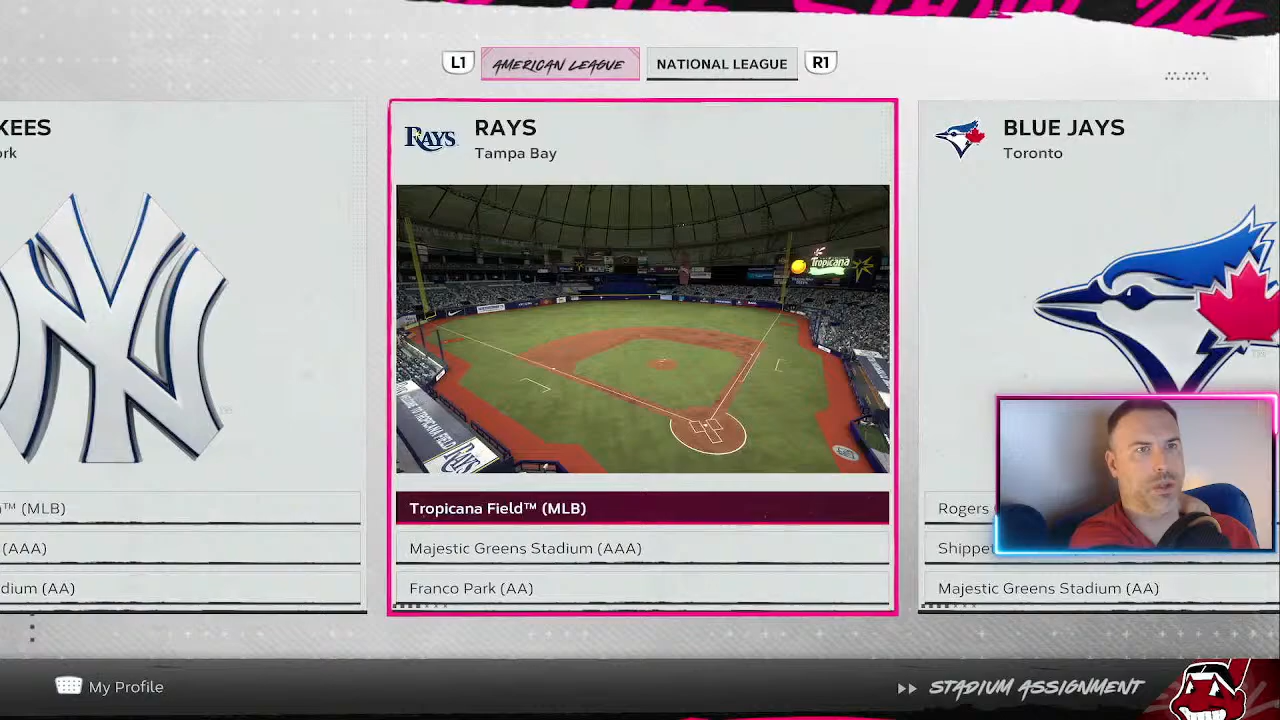 L1
AMERICAN LEAGUE
NATIONAL LEAGUE
R1
KEES
ork
™ (MLB)
(AAA)
dium (AA)
RAYS
RAYS
Tampa Bay
Tropicana
Tropicana Field™ (MLB)
Majestic Greens Stadium (AAA)
Franco Park (AA)
BLUE JAYS
Toronto
Rogers
Shippet
Majestic Greens Stadium (AA)
My Profile
STADIUM ASSIGNMENT